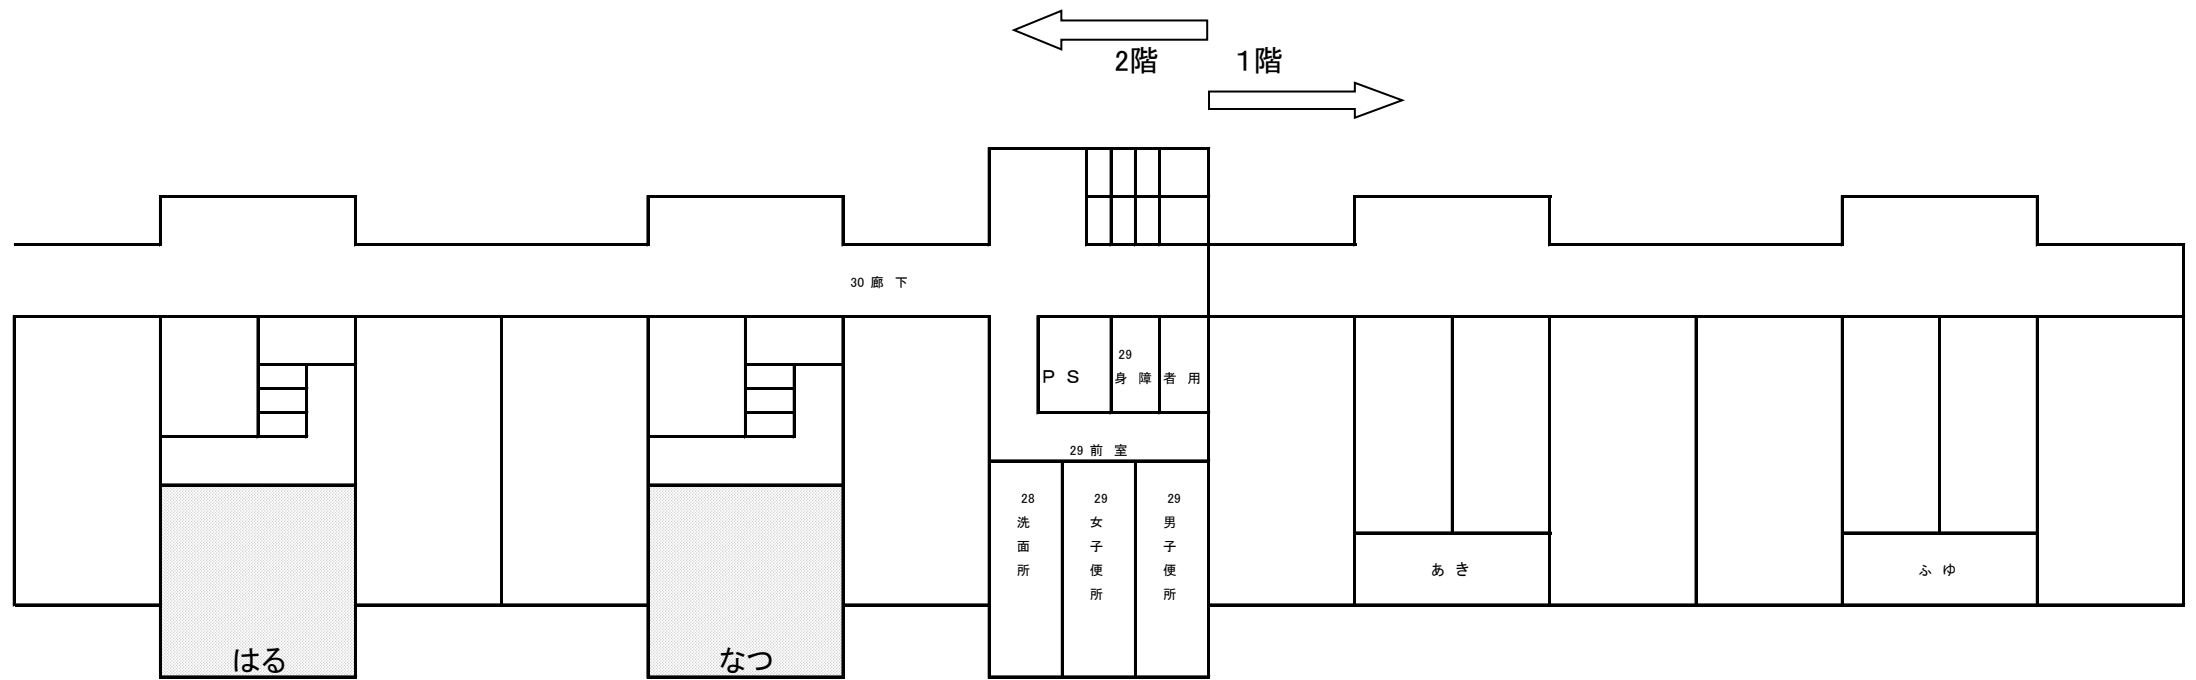 2階
1階
30 廊 下
29
P S
身 障 者 用
29 前 室
28
洗面所
29
女子便所
29
男子便所
あ き
ふ ゆ
はる
なつ